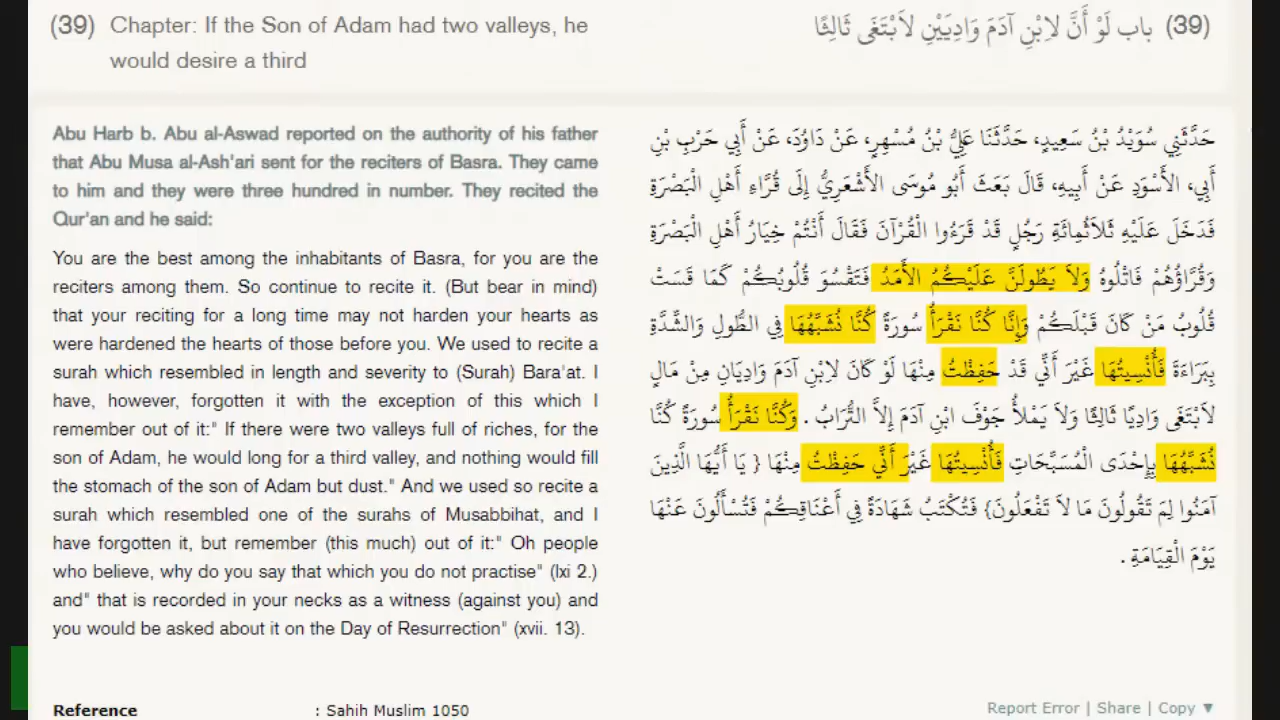 (39) Chapter: If the Son of Adam had two valleys, he
would desire a third
(39) باب لَوْ أَنَّ لاِبْنِ آدَمَ وَادِيَيْنِ لاَبْتَغَى ثَالِثًا
Abu Harb b. Abu al-Aswad reported on the authority of his father
that Abu Musa al-Ash'ari sent for the reciters of Basra. They came
to him and they were three hundred in number. They recited the
Qur'an and he said:
You are the best among the inhabitants of Basra, for you are the
reciters among them. So continue to recite it. (But bear in mind)
that your reciting for a long time may not harden your hearts as
were hardened the hearts of those before you. We used to recite a
surah which resembled in length and severity to (Surah) Bara'at. I
have, however, forgotten it with the exception of this which I
remember out of it:" If there were two valleys full of riches, for the
son of Adam, he would long for a third valley, and nothing would fill
the stomach of the son of Adam but dust." And we used so recite a
surah which resembled one of the surahs of Musabbihat, and I
have forgotten it, but remember (this much) out of it:" Oh people
who believe, why do you say that which you do not practise" (lxi 2.)
and" that is recorded in your necks as a witness (against you) and
you would be asked about it on the Day of Resurrection" (xvii. 13).
حَدَّثَنِي سُوَيْدُ بْنُ سَعِيدٍ، حَدَّثَنَا عَلِيُّ بْنُ مُسْهِرٍ، عَنْ دَاوُدَ، عَنْ أَبِي حَرْبِ بْنِ
أَبِي، الأَسْوَدِ عَنْ أَبِيهِ، قَالَ بَعَثَ أَبُو مُوسَى الأَشْعَرِيُّ إِلَى قُرَّاءِ أَهْلِ الْبَصْرَةِ
فَدَخَلَ عَلَيْهِ ثَلاَثُمِائَةِ رَجُلٍ قَدْ قَرَءُوا الْقُرْآنَ فَقَالَ أَنْتُمْ خِيَارُ أَهْلِ الْبَصْرَةِ
وَقُرَّاؤُهُمْ فَاتْلُوهُ وَلاَ يَطُولَنَّ عَلَيْكُمُ الأَمَدُ فَتَقْسُوَ قُلُوبُكُمْ كَمَا قَسَتْ
قُلُوبُ مَنْ كَانَ قَبْلَكُمْ وَإِنَّا كُنَّا نَقْرَأُ سُورَةً كُنَّا نُشَبِّهُهَا فِي الطُّولِ وَالشِّدَّةِ
بِبَرَاءَةَ فَأُنْسِيتُهَا غَيْرَ أَنِّي قَدْ حَفِظْتُ مِنْهَا لَوْ كَانَ لاِبْنِ آدَمَ وَادِيَانِ مِنْ مَالٍ
لاَبْتَغَى وَادِيًا ثَالِثًا وَلاَ يَمْلأُ جَوْفَ ابْنِ آدَمَ إِلاَّ التُّرَابُ . وَكُنَّا نَقْرَأُ سُورَةً كُنَّا
نُشَبِّهُهَا بِإِحْدَى الْمُسَبِّحَاتِ فَأُنْسِيتُهَا غَيْرَ أَنِّي حَفِظْتُ مِنْهَا { يَا أَيُّهَا الَّذِينَ
آمَنُوا لِمَ تَقُولُونَ مَا لاَ تَفْعَلُونَ} فَتُكْتَبُ شَهَادَةً فِي أَعْنَاقِكُمْ فَتُسْأَلُونَ عَنْهَا
يَوْمَ الْقِيَامَةِ .
Reference : Sahih Muslim 1050
Report Error | Share | Copy ▼